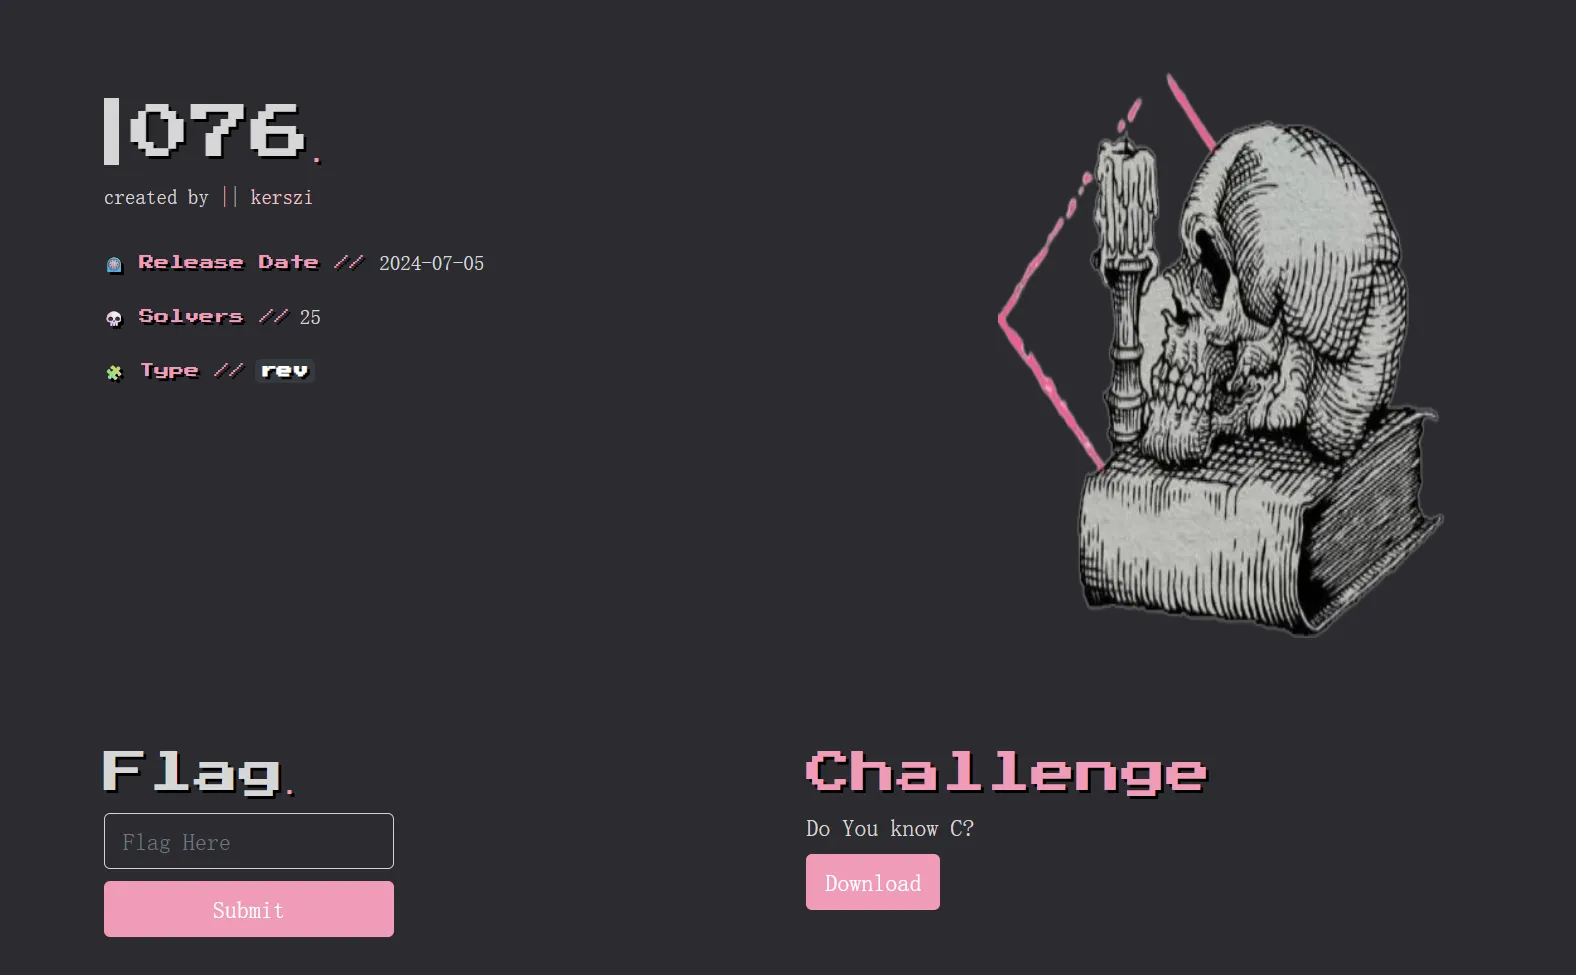 |076.
created by || kerszi
Release Date // 2024-07-05
Solvers // 25
Type // rev
Flag.
Flag Here
Submit
Challenge
Do You know C?
Download